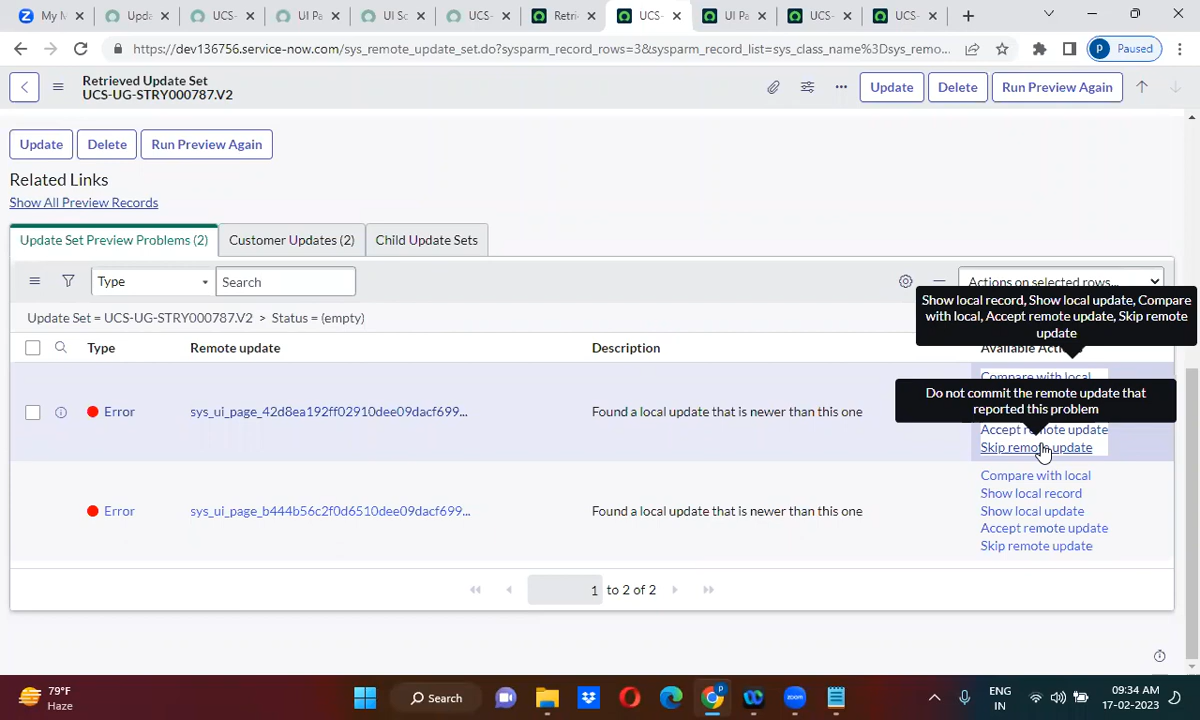 My M
Upda
UCS-
UI Pa
UI Sc
UCS-
Retri
UCS-
UI Pa
UCS-
UCS-
https://dev136756.service-now.com/sys_remote_update_set.do?sysparm_record_rows=3&sysparm_record_list=sys_class_name%3Dsys_remo...
P Paused
Retrieved Update Set
UCS-UG-STRY000787.V2
Update
Delete
Run Preview Again
Update
Delete
Run Preview Again
Related Links
Show All Preview Records
Update Set Preview Problems (2)
Customer Updates (2)
Child Update Sets
Type
Search
Actions on selected rows...
Show local record, Show local update, Compare
with local, Accept remote update, Skip remote
update
Update Set = UCS-UG-STRY000787.V2 > Status = (empty)
Type
Remote update
Description
Available Actions
Compare with local
Do not commit the remote update that
reported this problem
Error
sys_ui_page_42d8ea192ff02910dee09dacf699...
Found a local update that is newer than this one
Accept remote update
Skip remote update
Compare with local
Show local record
Error
sys_ui_page_b444b56c2f0d6510dee09dacf699...
Found a local update that is newer than this one
Show local update
Accept remote update
Skip remote update
1 to 2 of 2
79°F
Haze
Search
ENG
IN
09:34 AM
17-02-2023